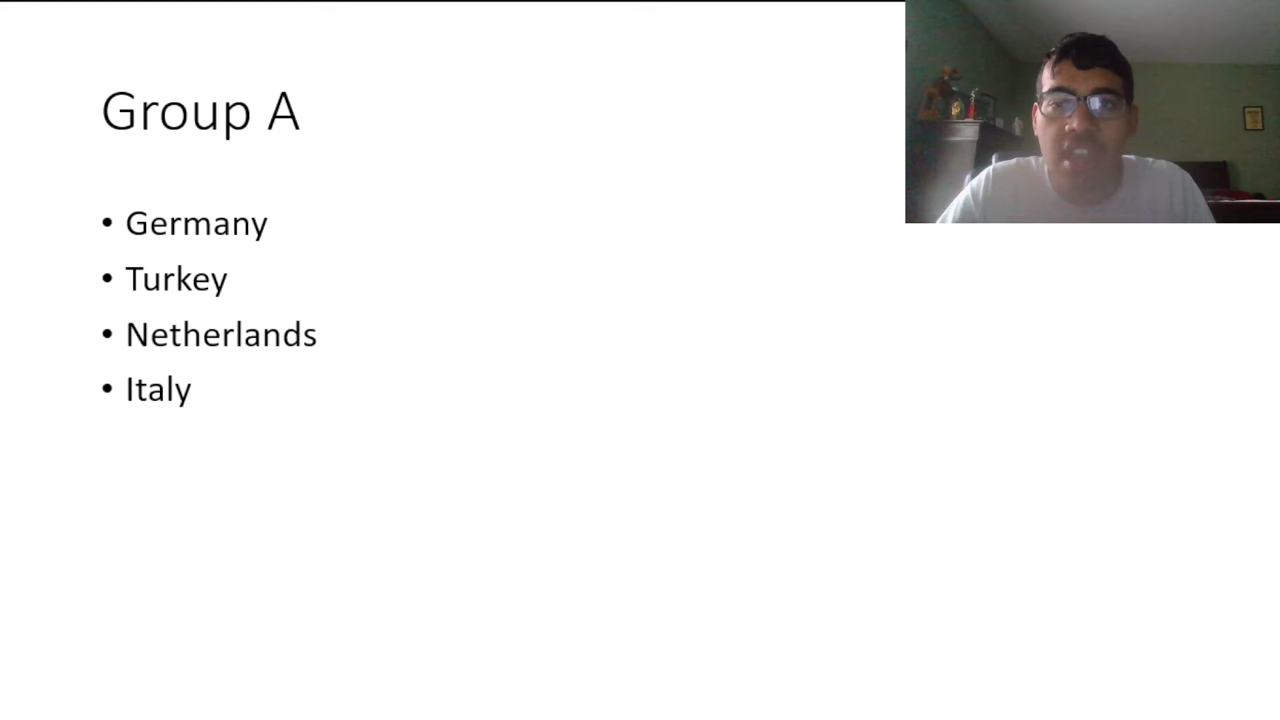 Group A
• Germany
• Turkey
• Netherlands
• Italy